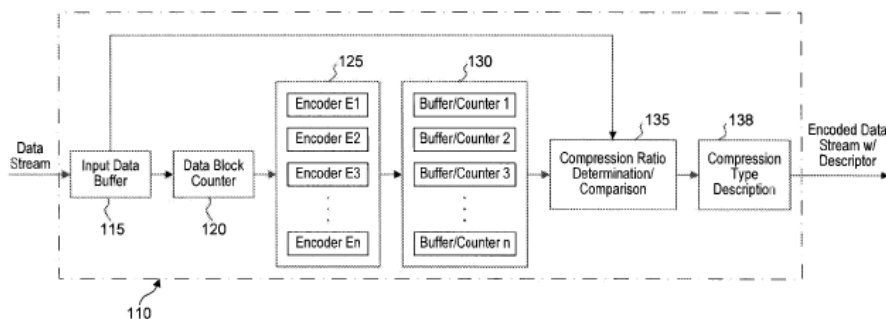 125
130
Encoder E1
Buffer/Counter 1
135
138
Encoded Data
Stream w/
Descriptor
Encoder E2
Buffer/Counter 2
Data
Stream
Input Data
Buffer
Data Block
Counter
Encoder E3
Buffer/Counter 3
Compression Ratio
Determination/
Comparison
Compression
Type
Description
115
120
Encoder En
Buffer/Counter n
110